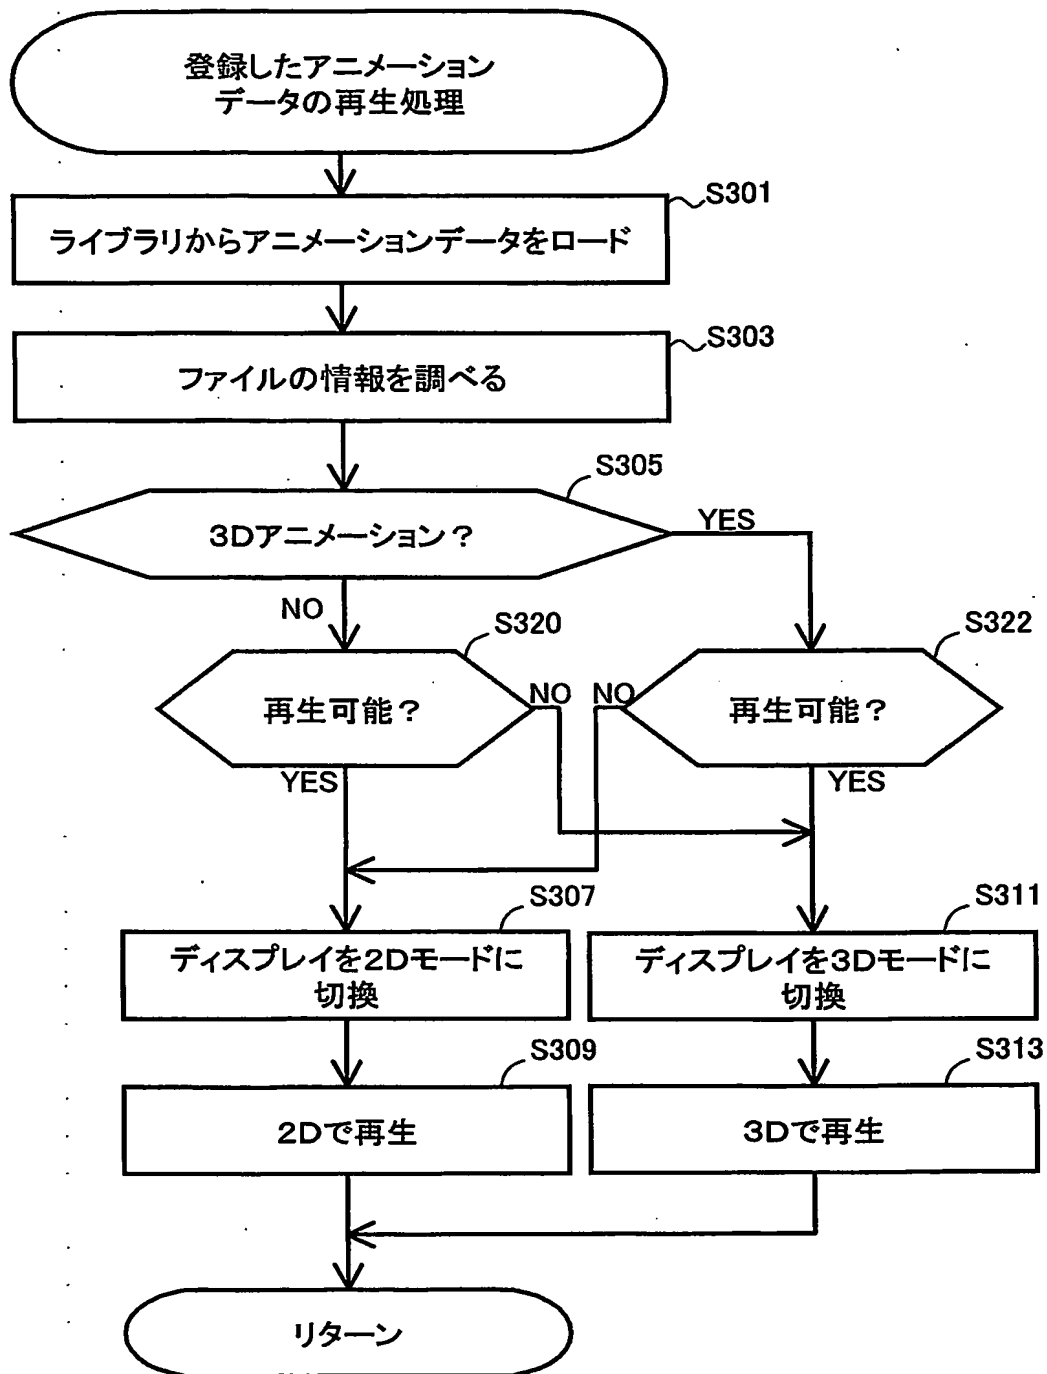 登録したアニメーション
データの再生処理
S301
ライブラリからアニメーションデータをロード
S303
ファイルの情報を調べる
S305
3Dアニメーション？
YES
NO
S320
S322
再生可能？
NO
NO
再生可能？
YES
YES
S307
S311
ディスプレイを2Dモードに
切換
ディスプレイを3Dモードに
切換
S309
S313
2Dで再生
3Dで再生
リターン